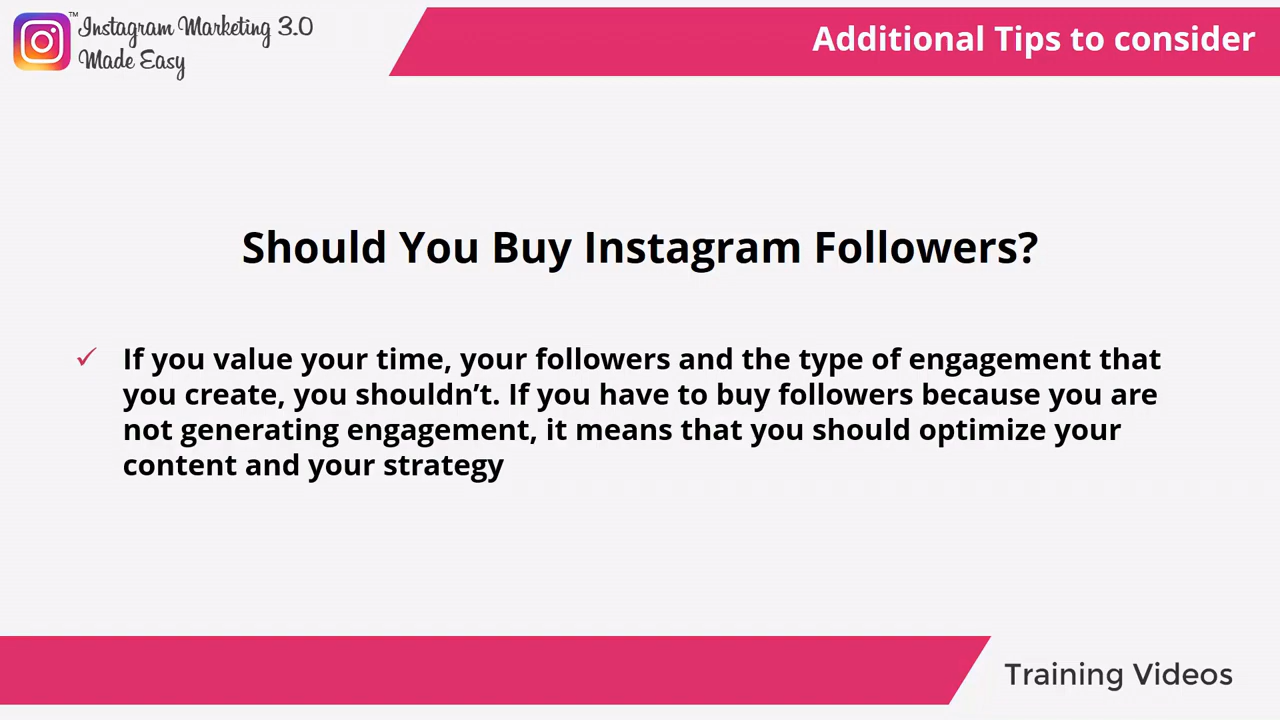 Instagram Marketing 3.0
Made Easy
TM
Additional Tips to consider
Should You Buy Instagram Followers?
✓ If you value your time, your followers and the type of engagement that
you create, you shouldn’t. If you have to buy followers because you are
not generating engagement, it means that you should optimize your
content and your strategy
Training Videos